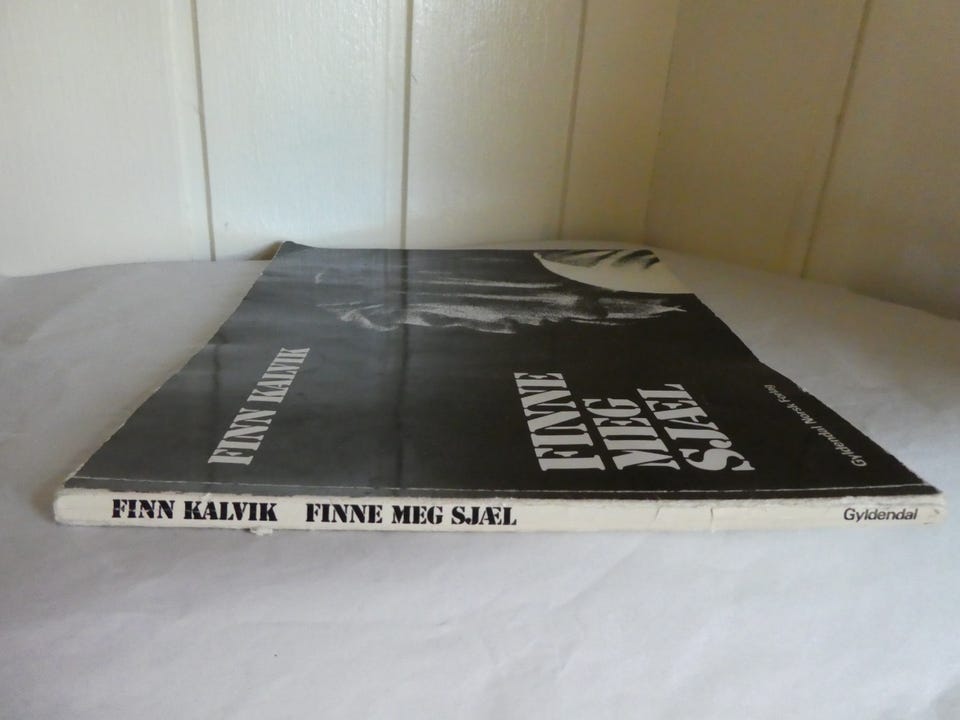 FINN KALVIK
FINNE
MEG
SJÆL
Gyldendal Norsk Forlag
FINN KALVIK FINNE MEG SJÆL Gyldendal